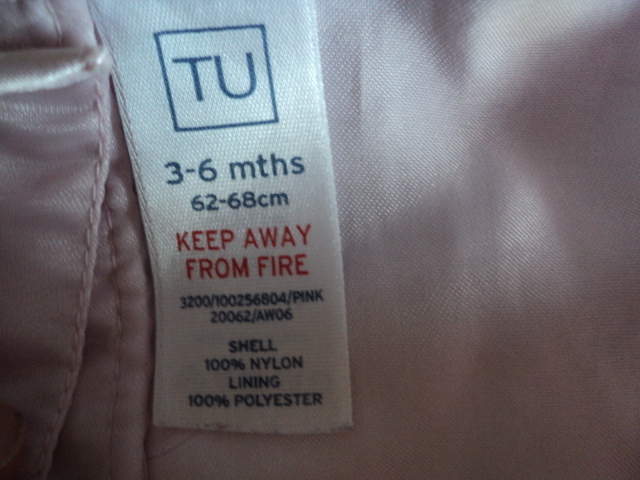 TU
3-6 mths
62-68cm
KEEP AWAY
FROM FIRE
3200/100256804/PINK
20062/AW06
SHELL
100% NYLON
LINING
100% POLYESTER